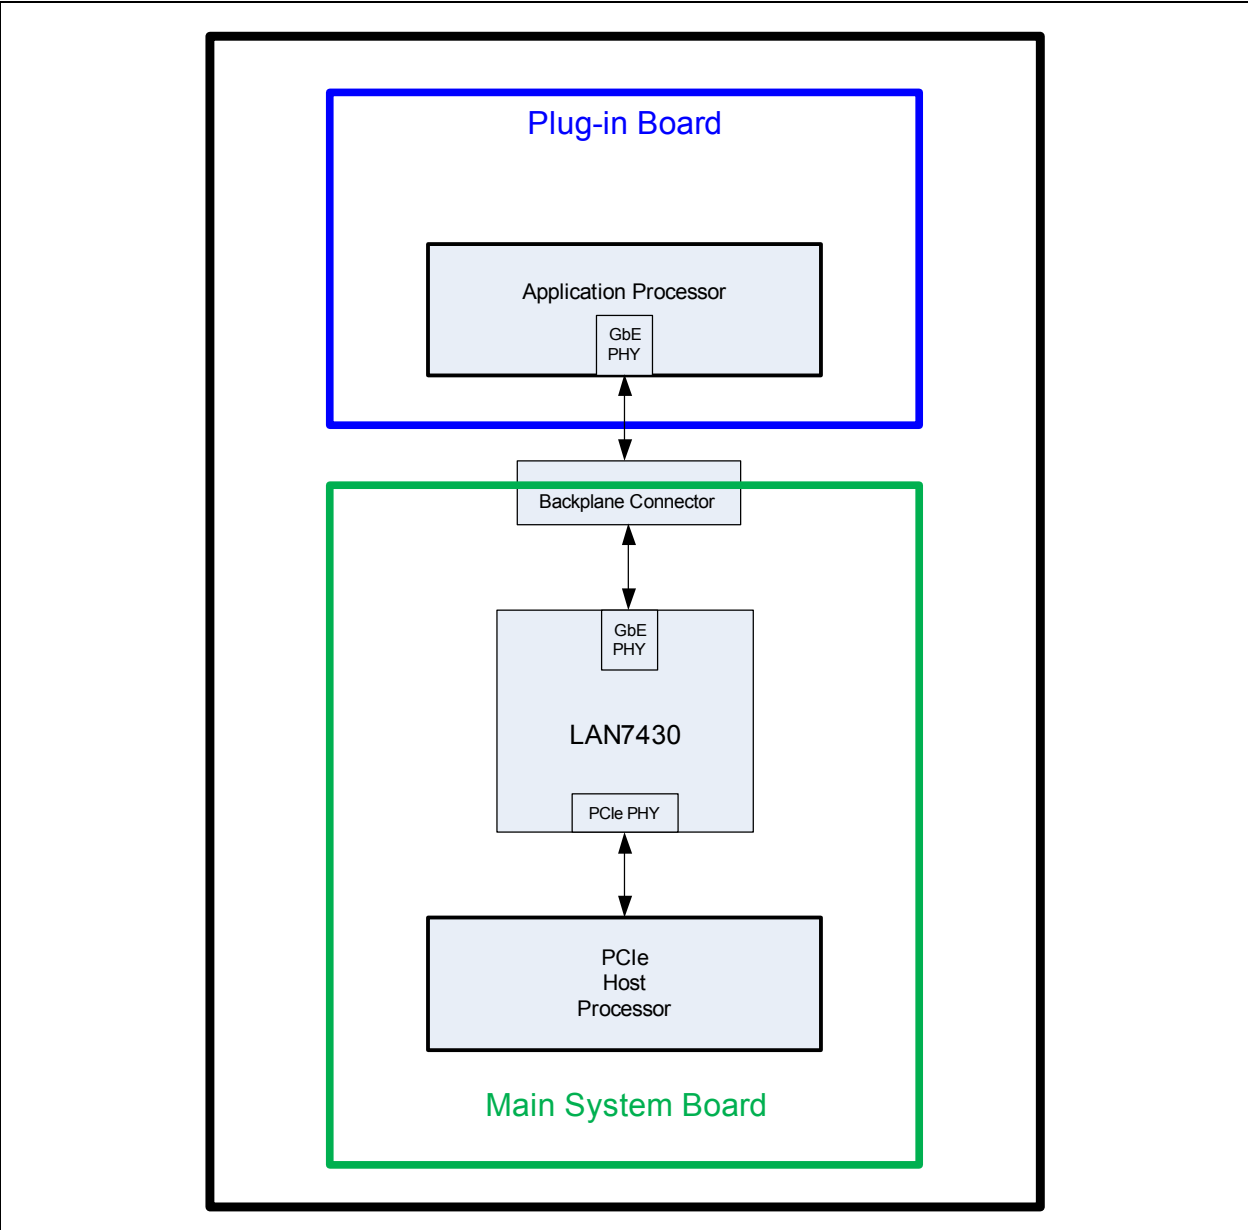 Plug-in Board
Application Processor
GbE
PHY
Backplane Connector
GbE
PHY
LAN7430
PCIe PHY
PCIe
Host
Processor
Main System Board